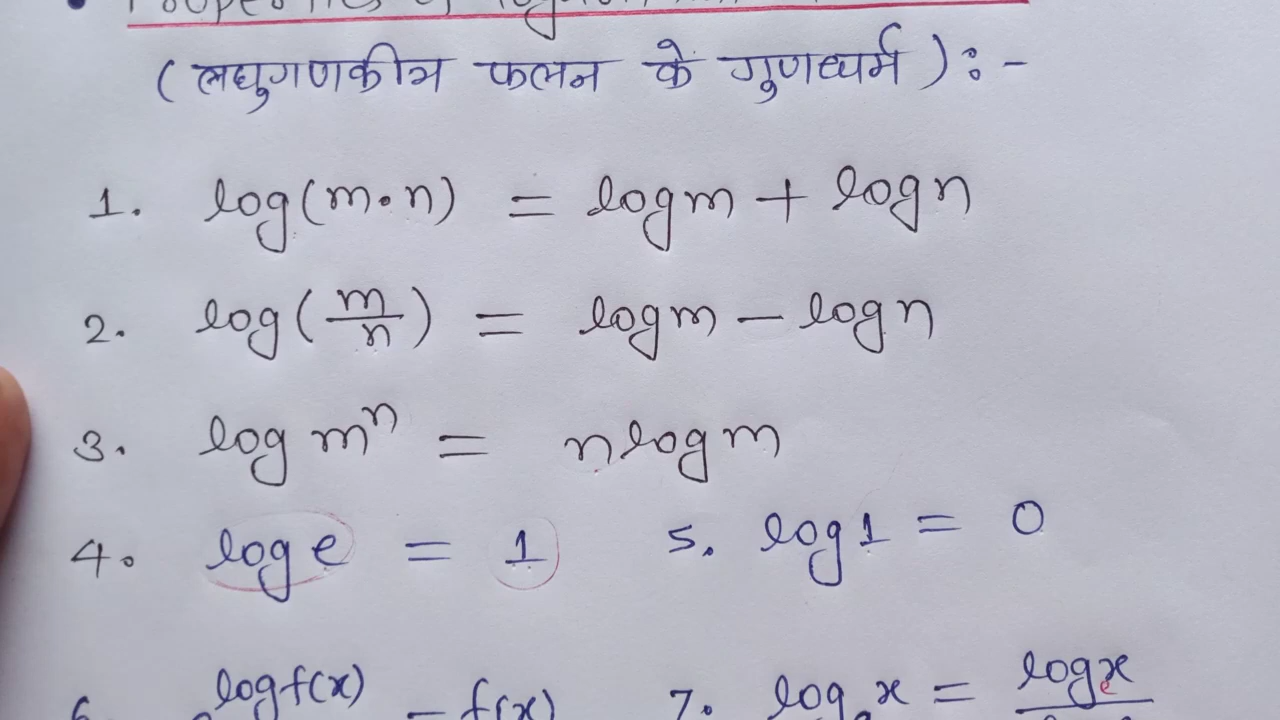 (लघुगणकीय फलन के गुणधर्म) :-
1. log(m·n) = log m + log n
2. log(m/n) = log m - log n
3. log mⁿ = n log m
4. log e = 1 5. log 1 = 0
6. log f(x) = f(x) 7. log x = logₑx